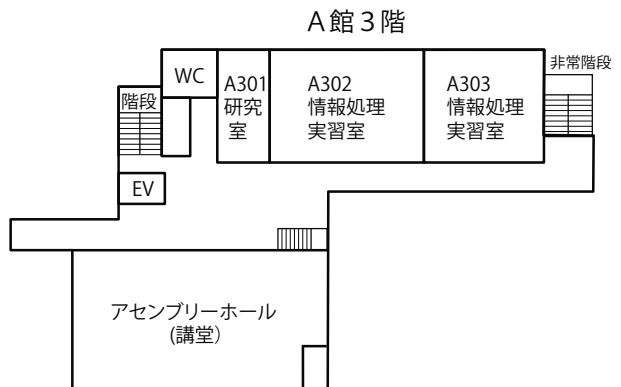 A館3階
WC
階段
A301
研究
室
A302
情報処理
実習室
A303
情報処理
実習室
非常階段
EV
アセンブリーホール
(講堂)